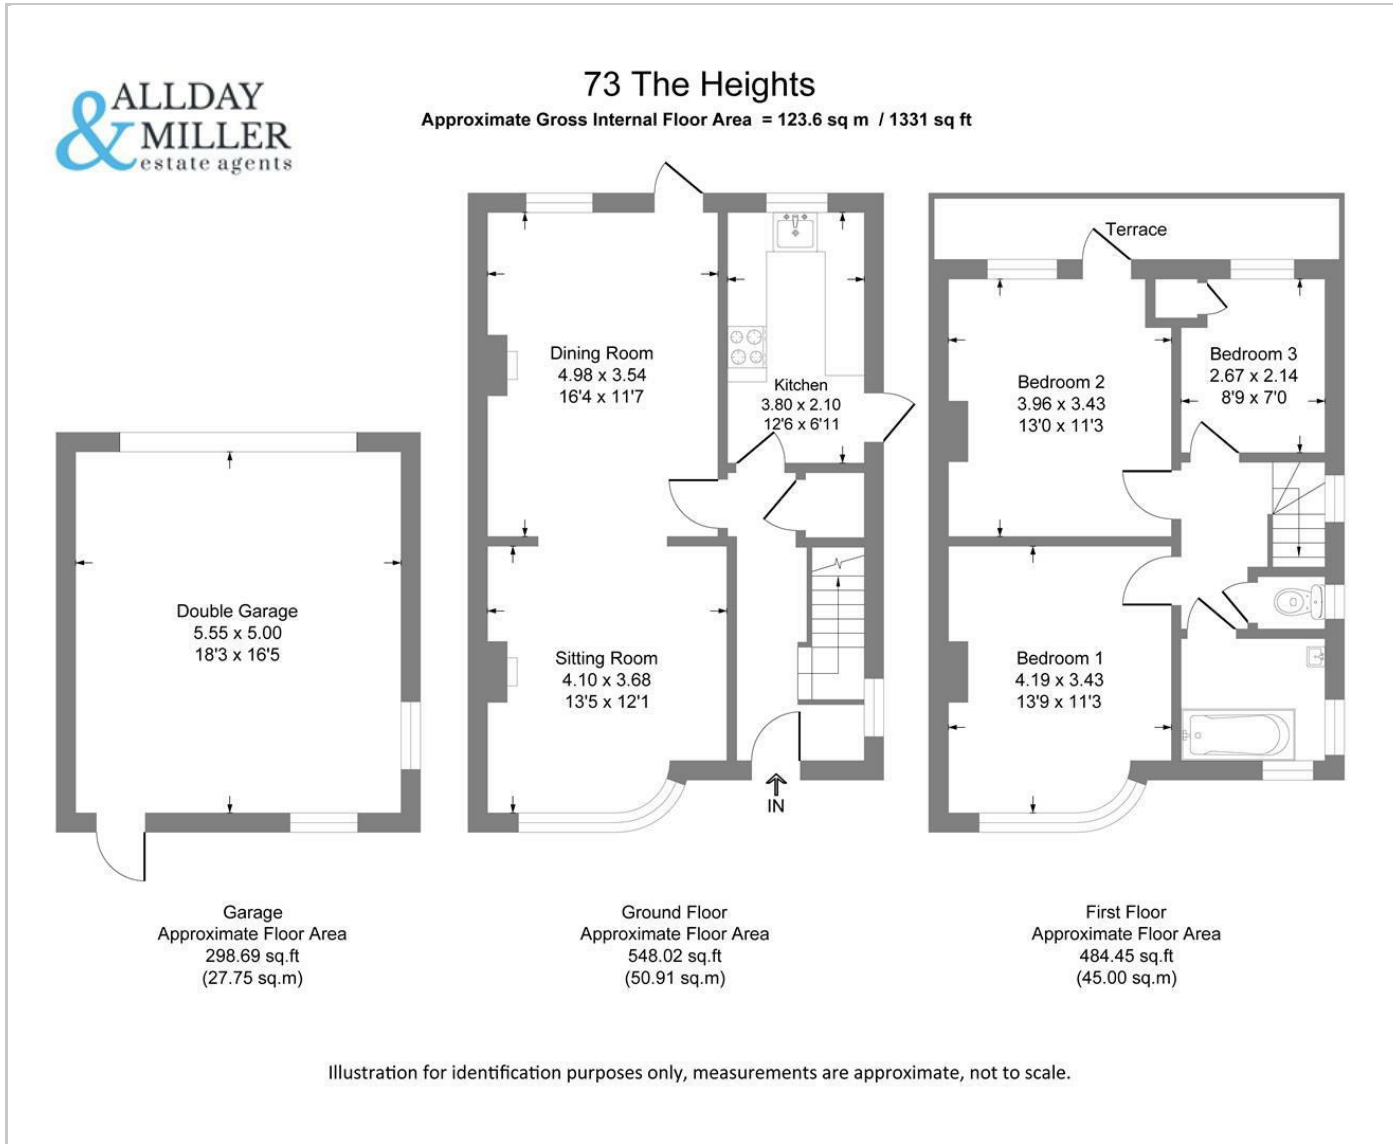 &
ALLDAY
MILLER
estate agents
73 The Heights
Approximate Gross Internal Floor Area = 123.6 sq m / 1331 sq ft
Double Garage
5.55 x 5.00
18'3 x 16'5
Dining Room
4.98 x 3.54
16'4 x 11'7
Kitchen
3.80 x 2.10
12'6 x 6'11
Sitting Room
4.10 x 3.68
13'5 x 12'1
IN
Terrace
Bedroom 2
3.96 x 3.43
13'0 x 11'3
Bedroom 3
2.67 x 2.14
8'9 x 7'0
Bedroom 1
4.19 x 3.43
13'9 x 11'3
Garage
Approximate Floor Area
298.69 sq.ft
(27.75 sq.m)
Ground Floor
Approximate Floor Area
548.02 sq.ft
(50.91 sq.m)
First Floor
Approximate Floor Area
484.45 sq.ft
(45.00 sq.m)
Illustration for identification purposes only, measurements are approximate, not to scale.